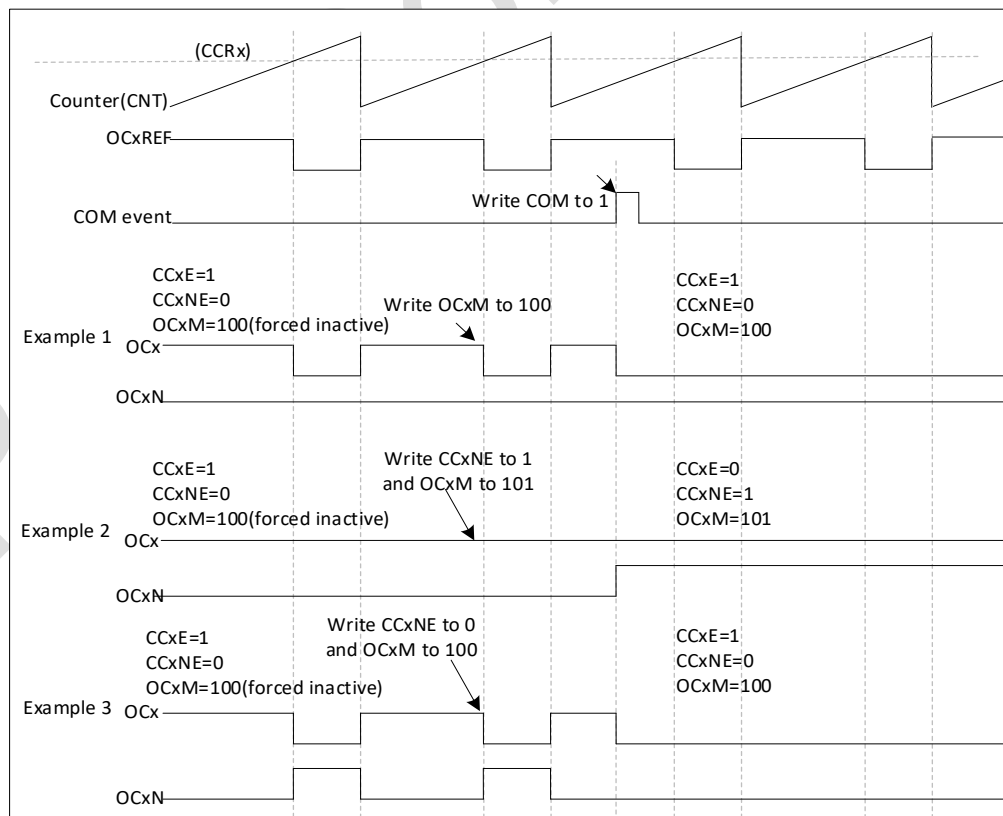 (CCRx)
Counter(CNT)
OCxREF
Write COM to 1
COM event
CCxE=1
CCxNE=0
OCxM=100(forced inactive)
Write OCxM to 100
CCxE=1
CCxNE=0
OCxM=100
Example 1
OCx
OCxN
CCxE=1
CCxNE=0
OCxM=100(forced inactive)
Write CCxNE to 1
and OCxM to 101
CCxE=0
CCxNE=1
OCxM=101
Example 2
OCx
OCxN
CCxE=1
CCxNE=0
OCxM=100(forced inactive)
Write CCxNE to 0
and OCxM to 100
CCxE=1
CCxNE=0
OCxM=100
Example 3
OCx
OCxN